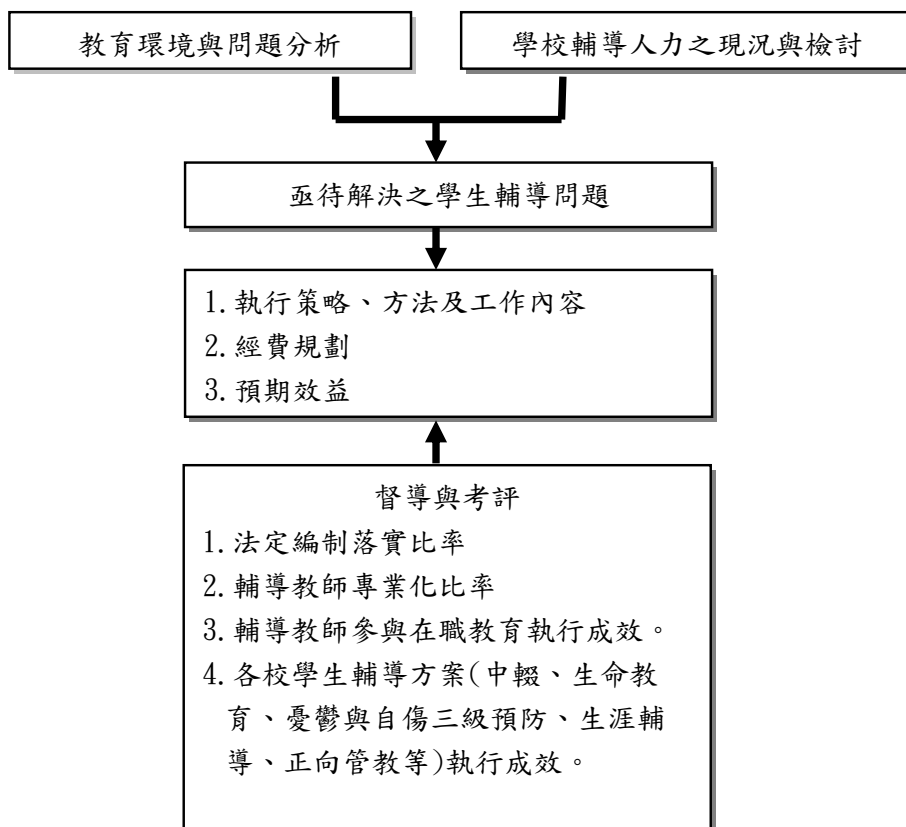 教育環境與問題分析
學校輔導人力之現況與檢討
亟待解決之學生輔導問題
1.執行策略、方法及工作內容
2.經費規劃
3.預期效益
督導與考評
1.法定編制落實比率
2.輔導教師專業化比率
3.輔導教師參與在職教育執行成效。
4.各校學生輔導方案(中輟、生命教
育、憂鬱與自傷三級預防、生涯輔
導、正向管教等)執行成效。